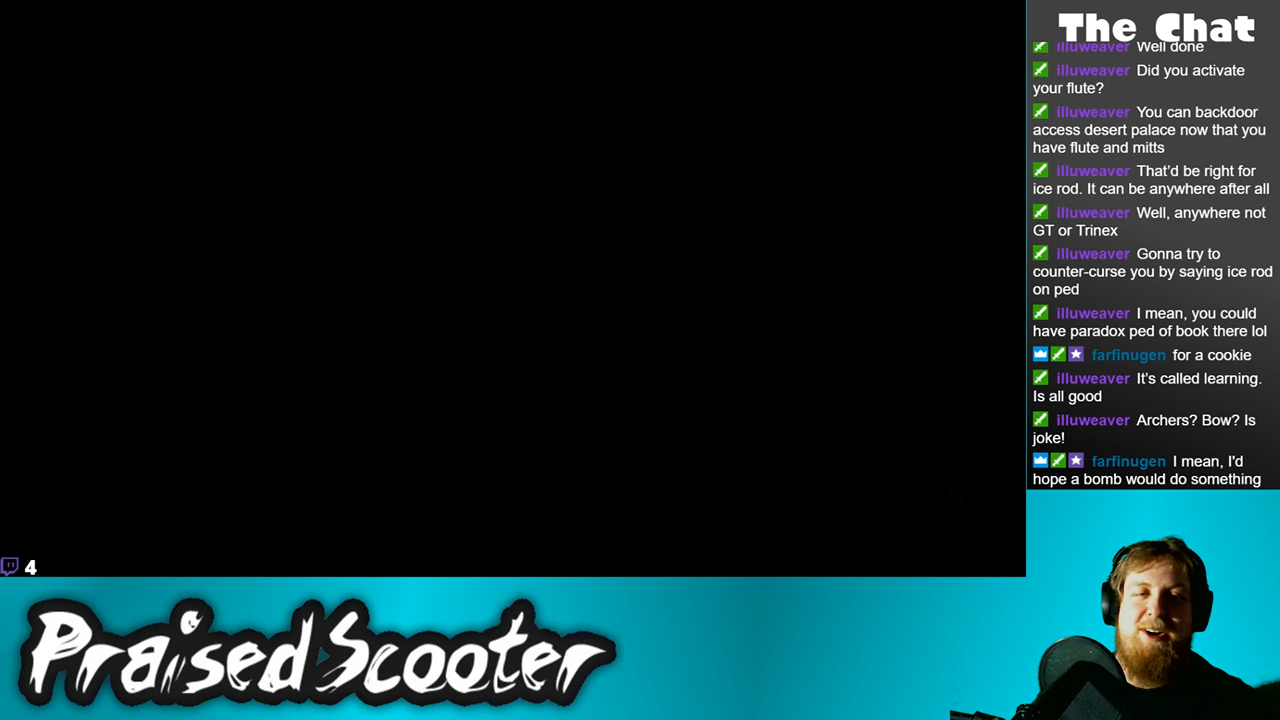 The Chat
illuweaver Well done
illuweaver Did you activate
your flute?
illuweaver You can backdoor
access desert palace now that you
have flute and mitts
illuweaver That'd be right for
ice rod. It can be anywhere after all
illuweaver Well, anywhere not
GT or Trinex
illuweaver Gonna try to
counter-curse you by saying ice rod
on ped
illuweaver I mean, you could
have paradox ped of book there lol
farfinugen for a cookie
illuweaver It's called learning.
Is all good
illuweaver Archers? Bow? Is
joke!
farfinugen I mean, I'd
hope a bomb would do something
4
PraisedScooter